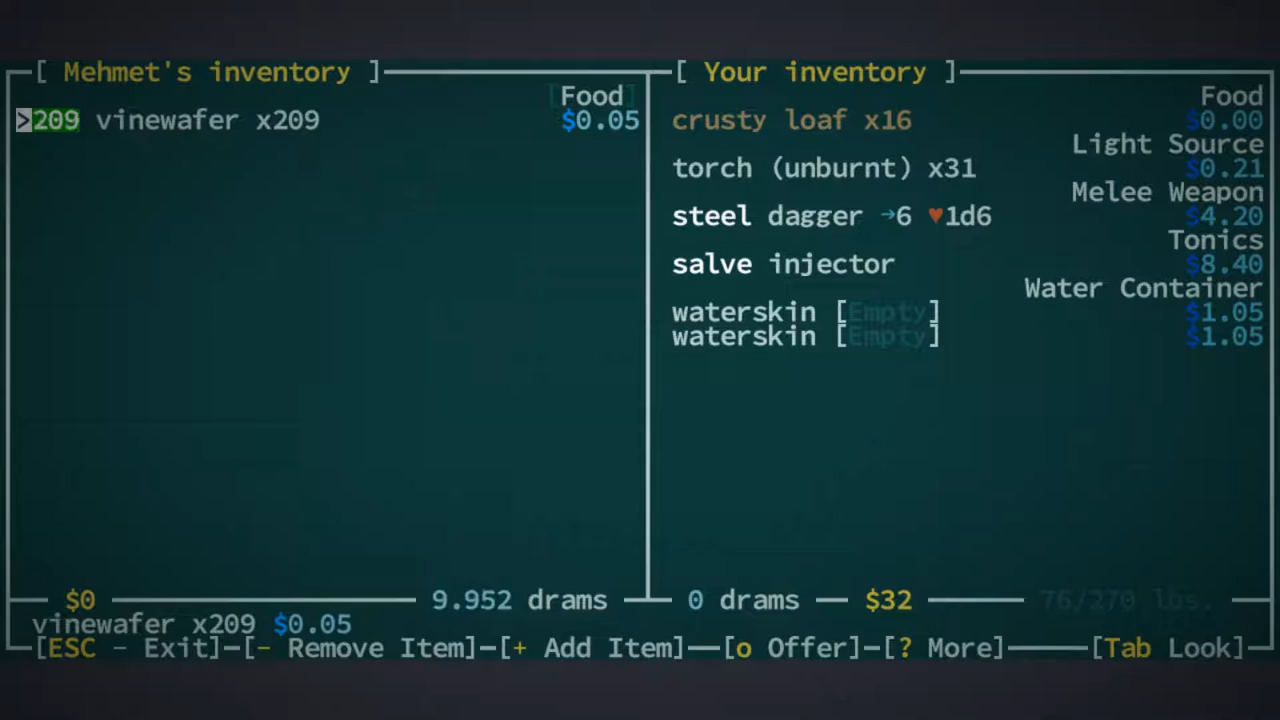 [ Mehmet's inventory ] [ Your inventory ]
Food Food
>209 vinewafer x209 $0.05 crusty loaf x16 $0.00
Light Source
torch (unburnt) x31 $0.21
Melee Weapon
steel dagger →6 ♥1d6 $4.20
Tonics
salve injector $8.40
Water Container
waterskin [Empty] $1.05
waterskin [Empty] $1.05
$0 9.952 drams 0 drams $32 76/270 lbs.
vinewafer x209 $0.05
[ESC - Exit] [- Remove Item] [+ Add Item] [o Offer] [? More] [Tab Look]